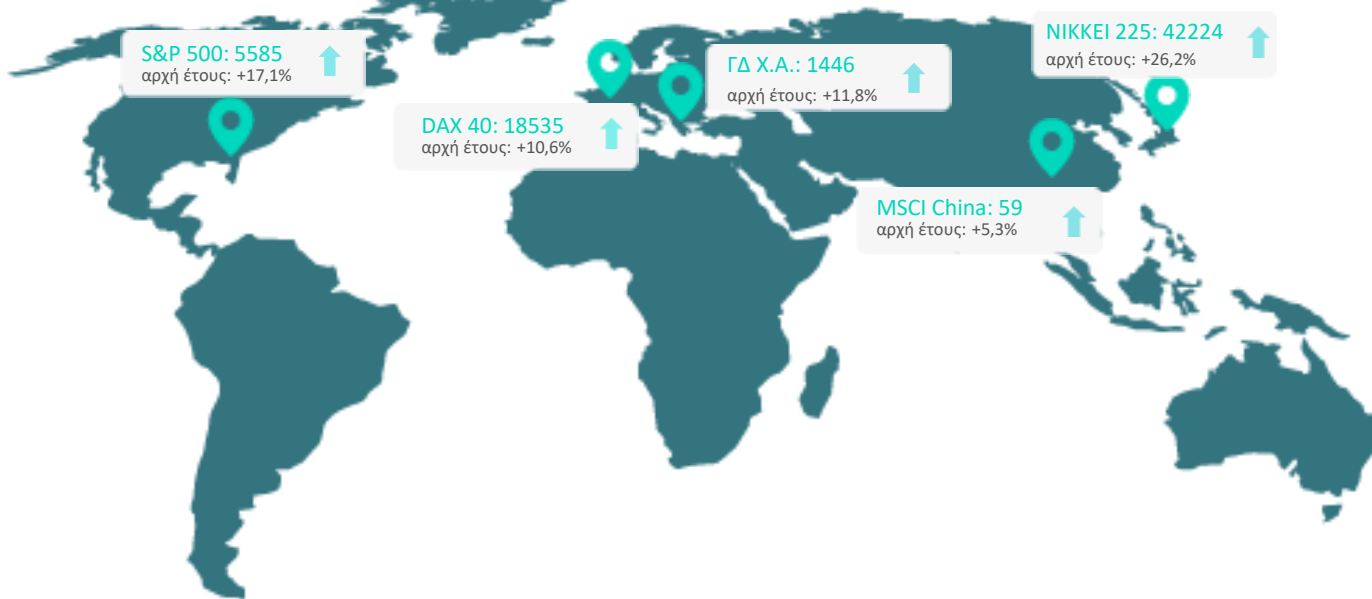 S&P 500: 5585
αρχή έτους: +17,1%
DAX 40: 18535
αρχή έτους: +10,6%
ΓΔ Χ.Α.: 1446
αρχή έτους: +11,8%
NIKKEI 225: 42224
αρχή έτους: +26,2%
MSCI China: 59
αρχή έτους: +5,3%